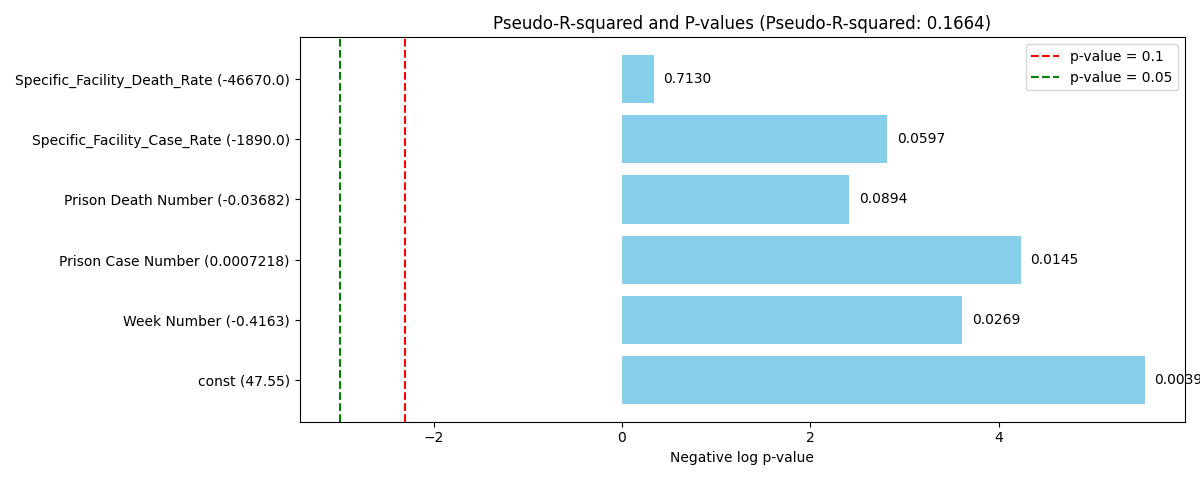 Pseudo-R-squared and P-values (Pseudo-R-squared: 0.1664)
p-value = 0.1
p-value = 0.05
Specific_Facility_Death_Rate (-46670.0) 0.7130
Specific_Facility_Case_Rate (-1890.0) 0.0597
Prison Death Number (-0.03682) 0.0894
Prison Case Number (0.0007218) 0.0145
Week Number (-0.4163) 0.0269
const (47.55) 0.0039
−2 0 2 4
Negative log p-value